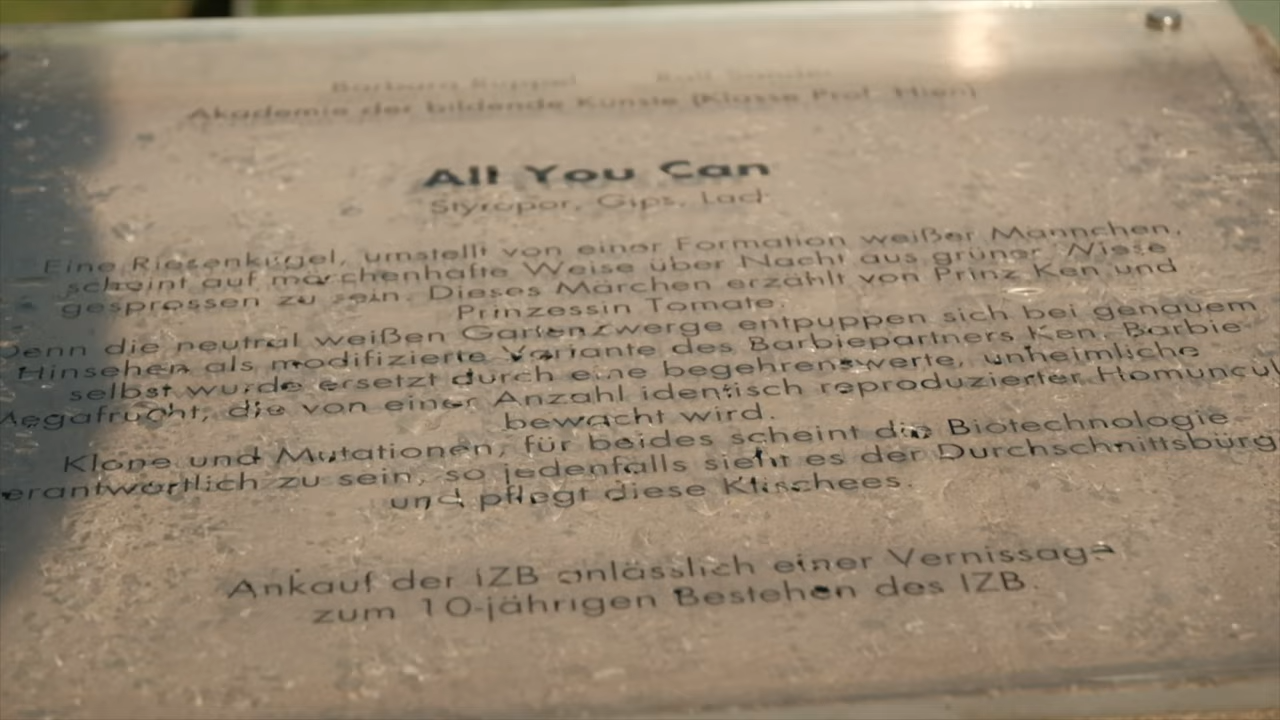 Barbara Ruppel
Akademie der bildende Künste (Klasse Prof. Hien)
All You Can
Styropor, Gips, Lack
Eine Riesenkugel, umstellt von einer Formation weißer Männchen,
scheint auf märchenhafte Weise über Nacht aus grüner Wiese
gesprossen zu sein. Dieses Märchen erzählt von Prinz Ken und
Prinzessin Tomate.
Denn die neutral weißen Gartenzwerge entpuppen sich bei genauem
Hinsehen als modifizierte Variante des Barbiepartners Ken. Barbie
selbst wurde ersetzt durch eine begehrenswerte, unheimliche
Megafrucht, die von einer Anzahl identisch reproduzierter Homuncul
bewacht wird.
Klone und Mutationen, für beides scheint die Biotechnologie
erantwortlich zu sein, so jedenfalls sieht es der Durchschnittsbürg
und pflegt diese Klischees.
Ankauf der IZB anlässlich einer Vernissage
zum 10-jährigen Bestehen des IZB.